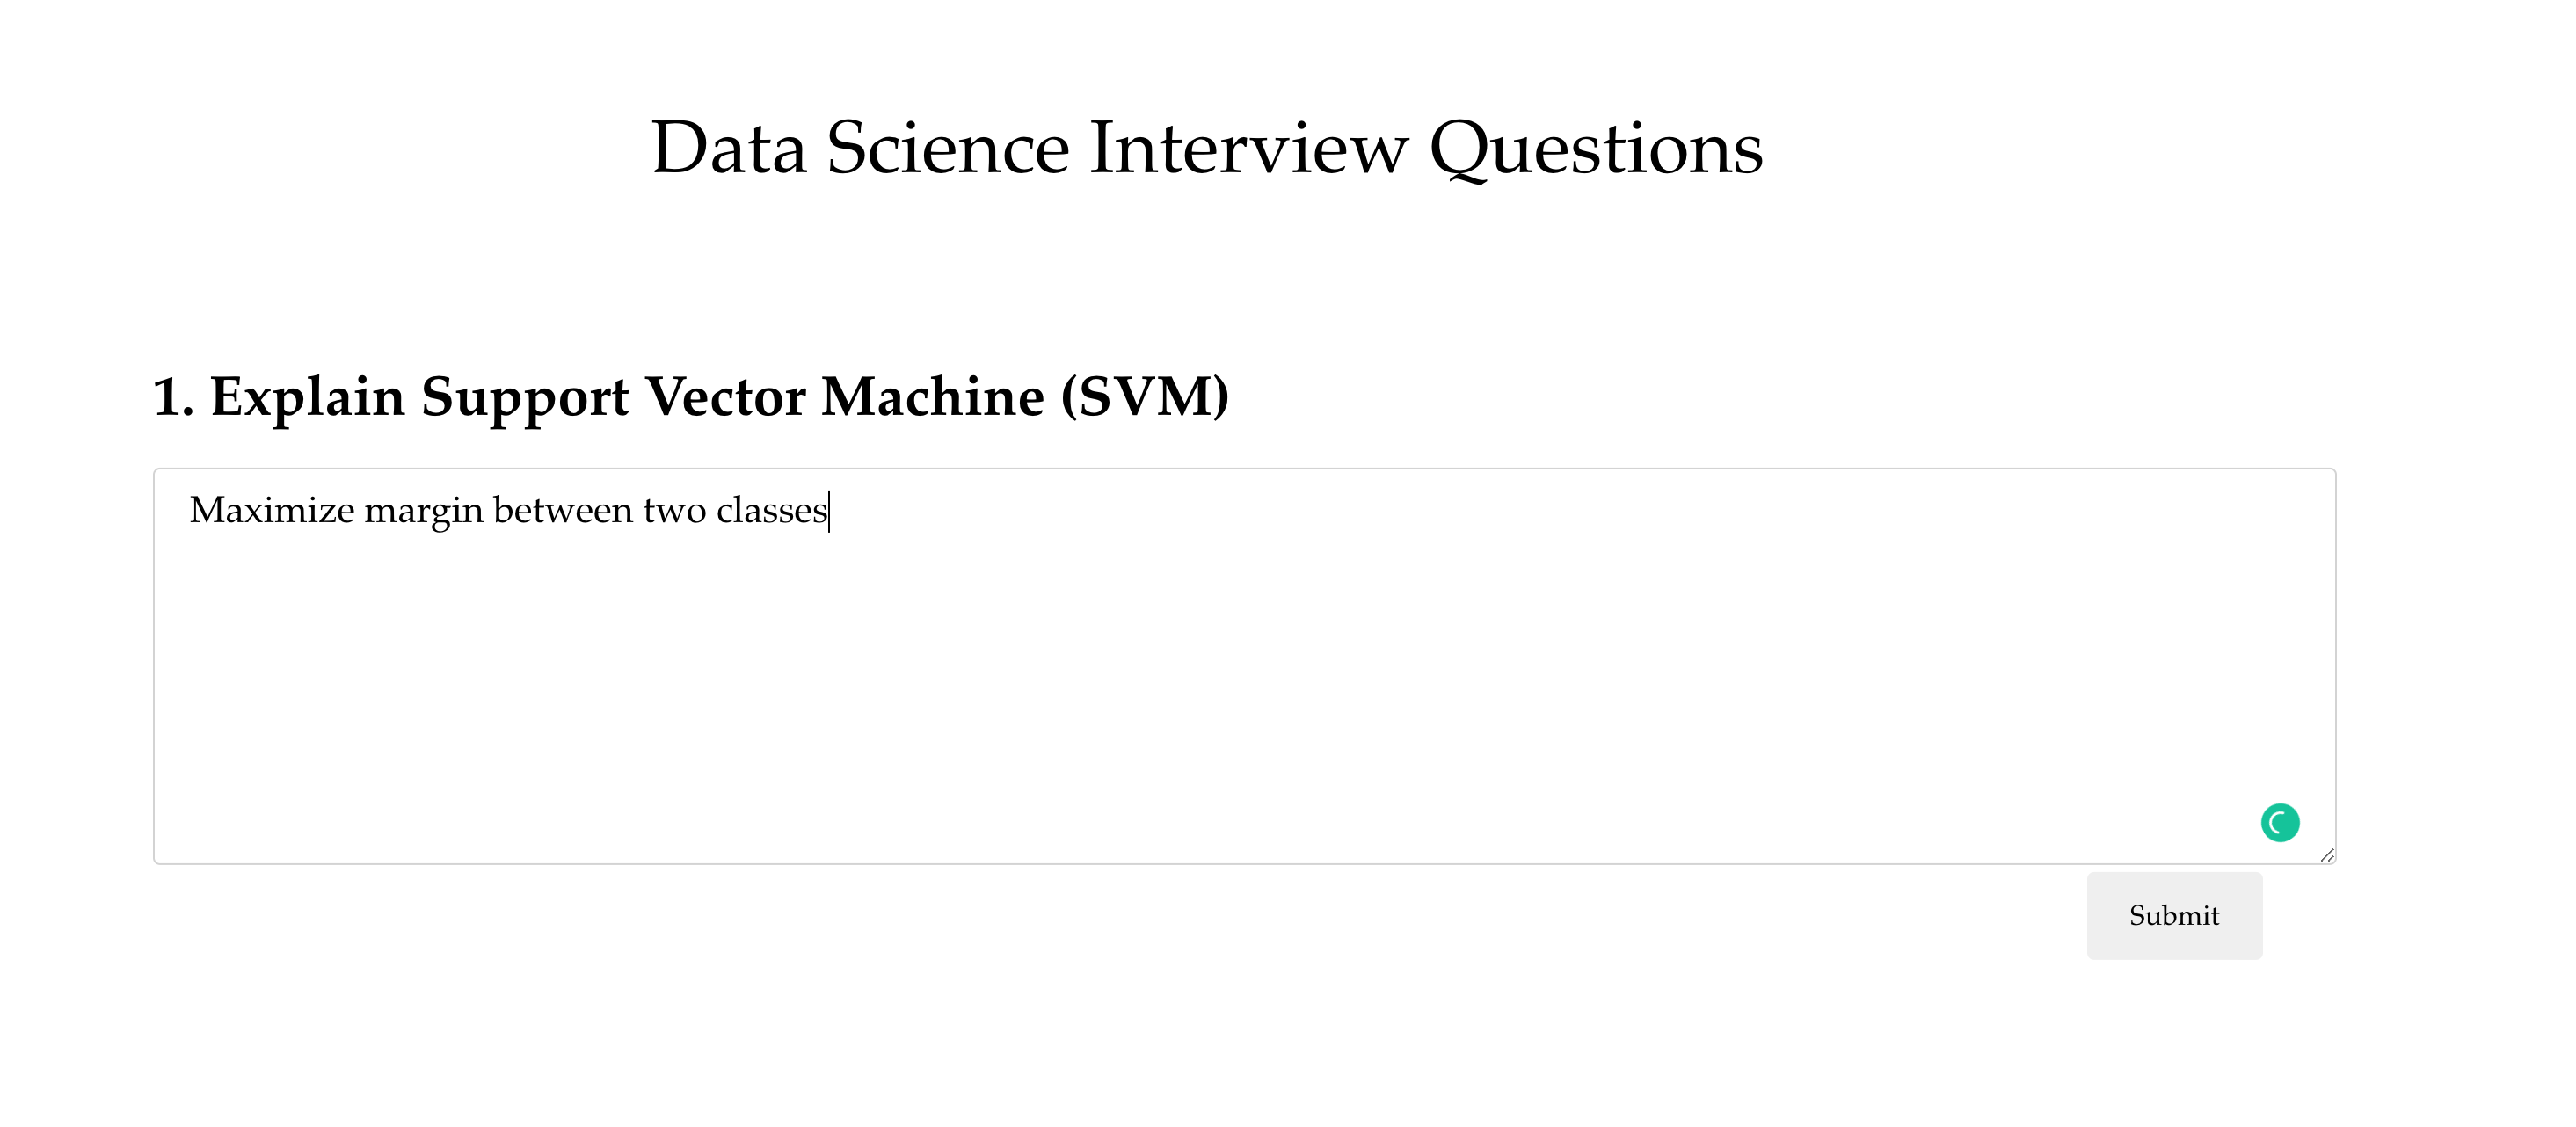 Data Science Interview Questions
1. Explain Support Vector Machine (SVM)
Maximize margin between two classes
Submit